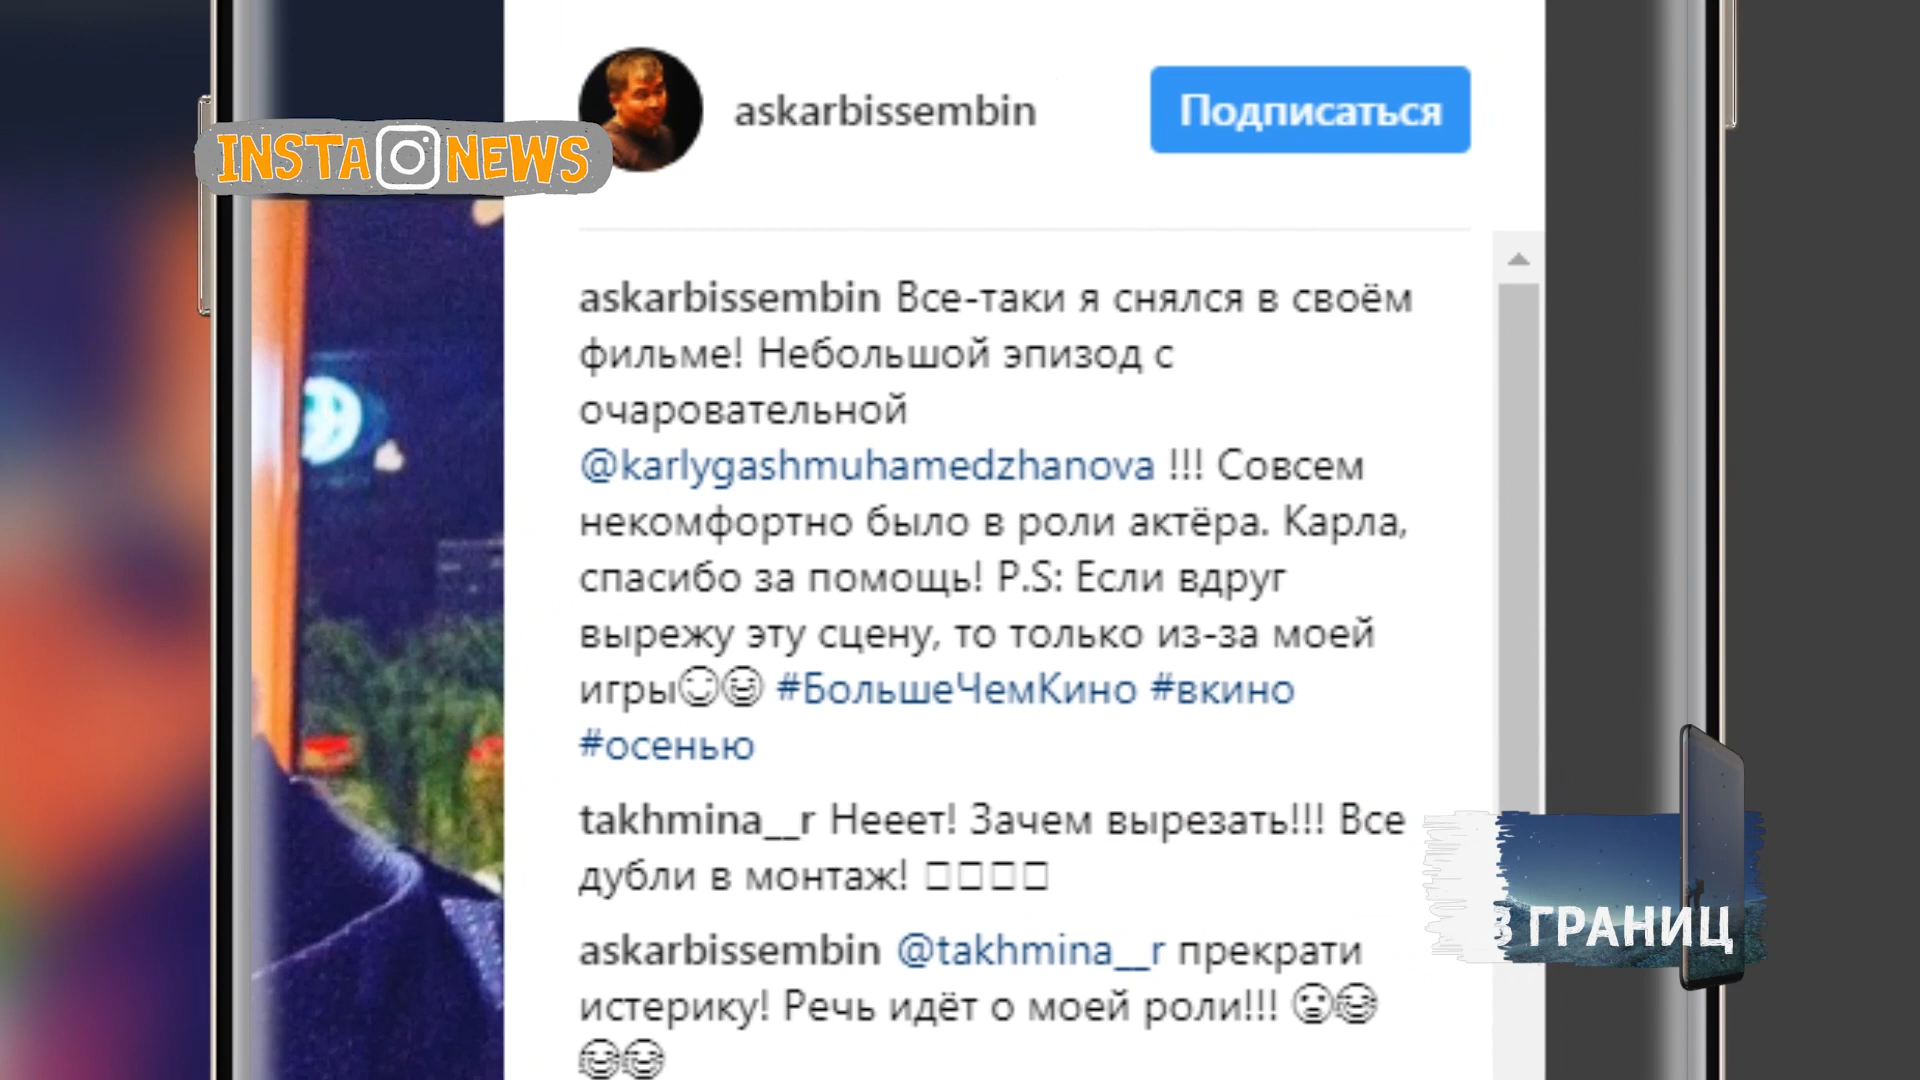 INSTA NEWS
askarbissembin
Подписаться
askarbissembin Все-таки я снялся в своём
фильме! Небольшой эпизод с
очаровательной
@karlygashmuhamedzhanova !!! Совсем
некомфортно было в роли актёра. Карла,
спасибо за помощь! P.S: Если вдруг
вырежу эту сцену, то только из-за моей
игры #БольшеЧемКино #вкино
#осенью
takhmina__r Нееет! Зачем вырезать!!! Все
дубли в монтаж!
askarbissembin @takhmina__r прекрати
истерику! Речь идёт о моей роли!!!
ГРАНИЦ